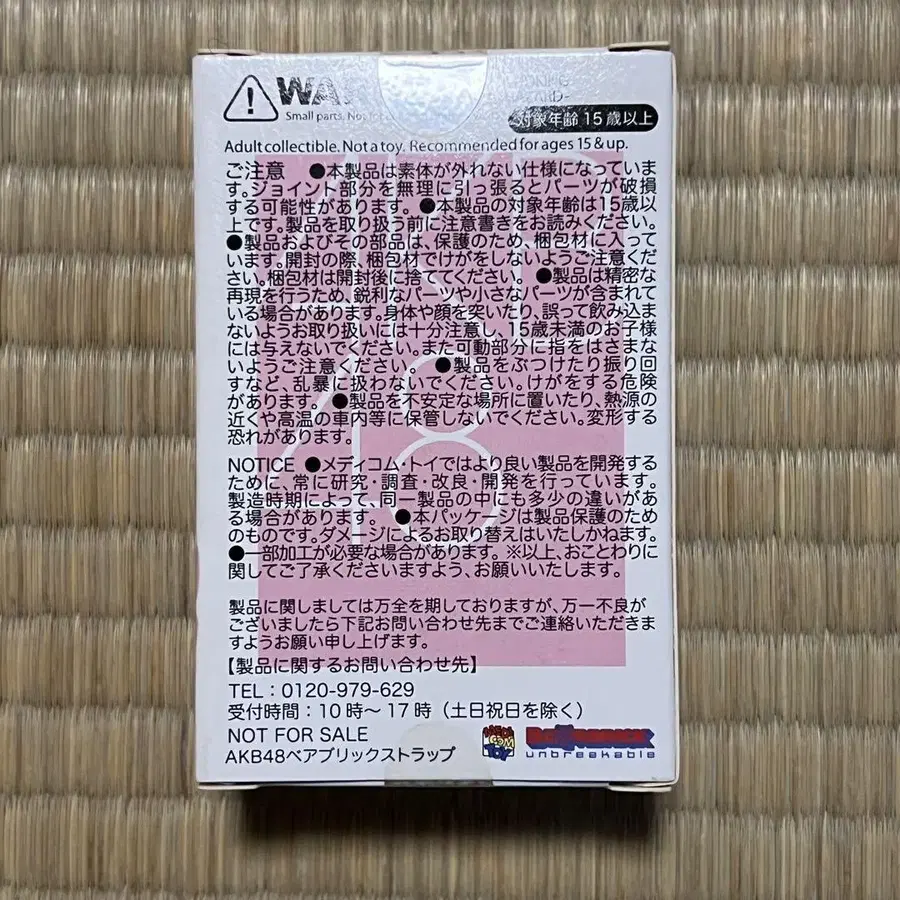 Small parts.
対象年齢 15 歳以上
Adult collectible. Not a toy. Recommended for ages 15 & up.
ご注意　●本製品は素体が外れない仕様になっていま
す。ジョイント部分を無理に引っ張るとパーツが破損
する可能性があります。●本製品の対象年齢は15歳以
上です。製品を取り扱う前に注意書きをお読みください。
●製品およびその部品は、保護のため、梱包材に入って
います。開封の際、梱包材でけがをしないようご注意くだ
さい。梱包材は開封後に捨ててください。●製品は精密な
再現を行うため、鋭利なパーツや小さなパーツが含まれて
いる場合があります。身体や顔を突いたり、誤って飲み込ま
ないようお取り扱いには十分注意し、15歳未満のお子様
には与えないでください。また可動部分に指をはさまな
いようご注意ください。●製品をぶつけたり振り回
すなど、乱暴に扱わないでください。けがをする危険
があります。●製品を不安定な場所に置いたり、熱源の
近くや高温の車内等に保管しないでください。変形する
恐れがあります。
NOTICE ●メディコム・トイではより良い製品を開発する
ために、常に研究・調査・改良・開発を行っています。
製造時期によって、同一製品の中にも多少の違いがあ
る場合があります。●本パッケージは製品保護のため
のものです。ダメージによるお取り替えはいたしかねます。
●一部加工が必要な場合があります。※以上、おことわりに
関してご了承くださいますよう、お願いいたします。
製品に関しましては万全を期しておりますが、万一不良が
ございましたら下記お問い合わせ先までご連絡いただきま
すようお願い申し上げます。
【製品に関するお問い合わせ先】
TEL：0120-979-629
受付時間：10時～17時（土日祝日を除く）
NOT FOR SALE
AKB48ベアブリックストラップ
MEDICOM TOY
BE@RBRICK
unbreakable
AKB
48